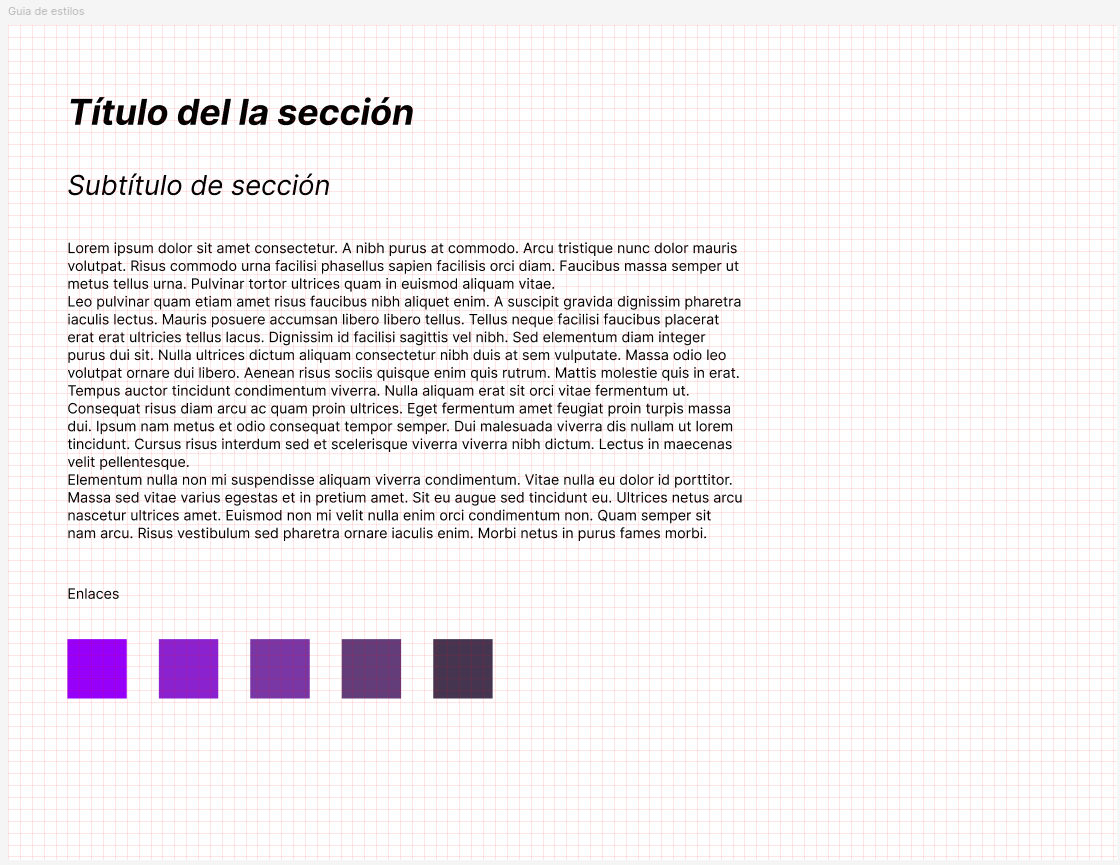 Guia de estilos
Título del la sección
Subtítulo de sección
Lorem ipsum dolor sit amet consectetur. A nibh purus at commodo. Arcu tristique nunc dolor mauris
volutpat. Risus commodo urna facilisi phasellus sapien facilisis orci diam. Faucibus massa semper ut
metus tellus urna. Pulvinar tortor ultrices quam in euismod aliquam vitae.
Leo pulvinar quam etiam amet risus faucibus nibh aliquet enim. A suscipit gravida dignissim pharetra
iaculis lectus. Mauris posuere accumsan libero libero tellus. Tellus neque facilisi faucibus placerat
erat erat ultricies tellus lacus. Dignissim id facilisi sagittis vel nibh. Sed elementum diam integer
purus dui sit. Nulla ultrices dictum aliquam consectetur nibh duis at sem vulputate. Massa odio leo
volutpat ornare dui libero. Aenean risus sociis quisque enim quis rutrum. Mattis molestie quis in erat.
Tempus auctor tincidunt condimentum viverra. Nulla aliquam erat sit orci vitae fermentum ut.
Consequat risus diam arcu ac quam proin ultrices. Eget fermentum amet feugiat proin turpis massa
dui. Ipsum nam metus et odio consequat tempor semper. Dui malesuada viverra dis nullam ut lorem
tincidunt. Cursus risus interdum sed et scelerisque viverra viverra nibh dictum. Lectus in maecenas
velit pellentesque.
Elementum nulla non mi suspendisse aliquam viverra condimentum. Vitae nulla eu dolor id porttitor.
Massa sed vitae varius egestas et in pretium amet. Sit eu augue sed tincidunt eu. Ultrices netus arcu
nascetur ultrices amet. Euismod non mi velit nulla enim orci condimentum non. Quam semper sit
nam arcu. Risus vestibulum sed pharetra ornare iaculis enim. Morbi netus in purus fames morbi.
Enlaces